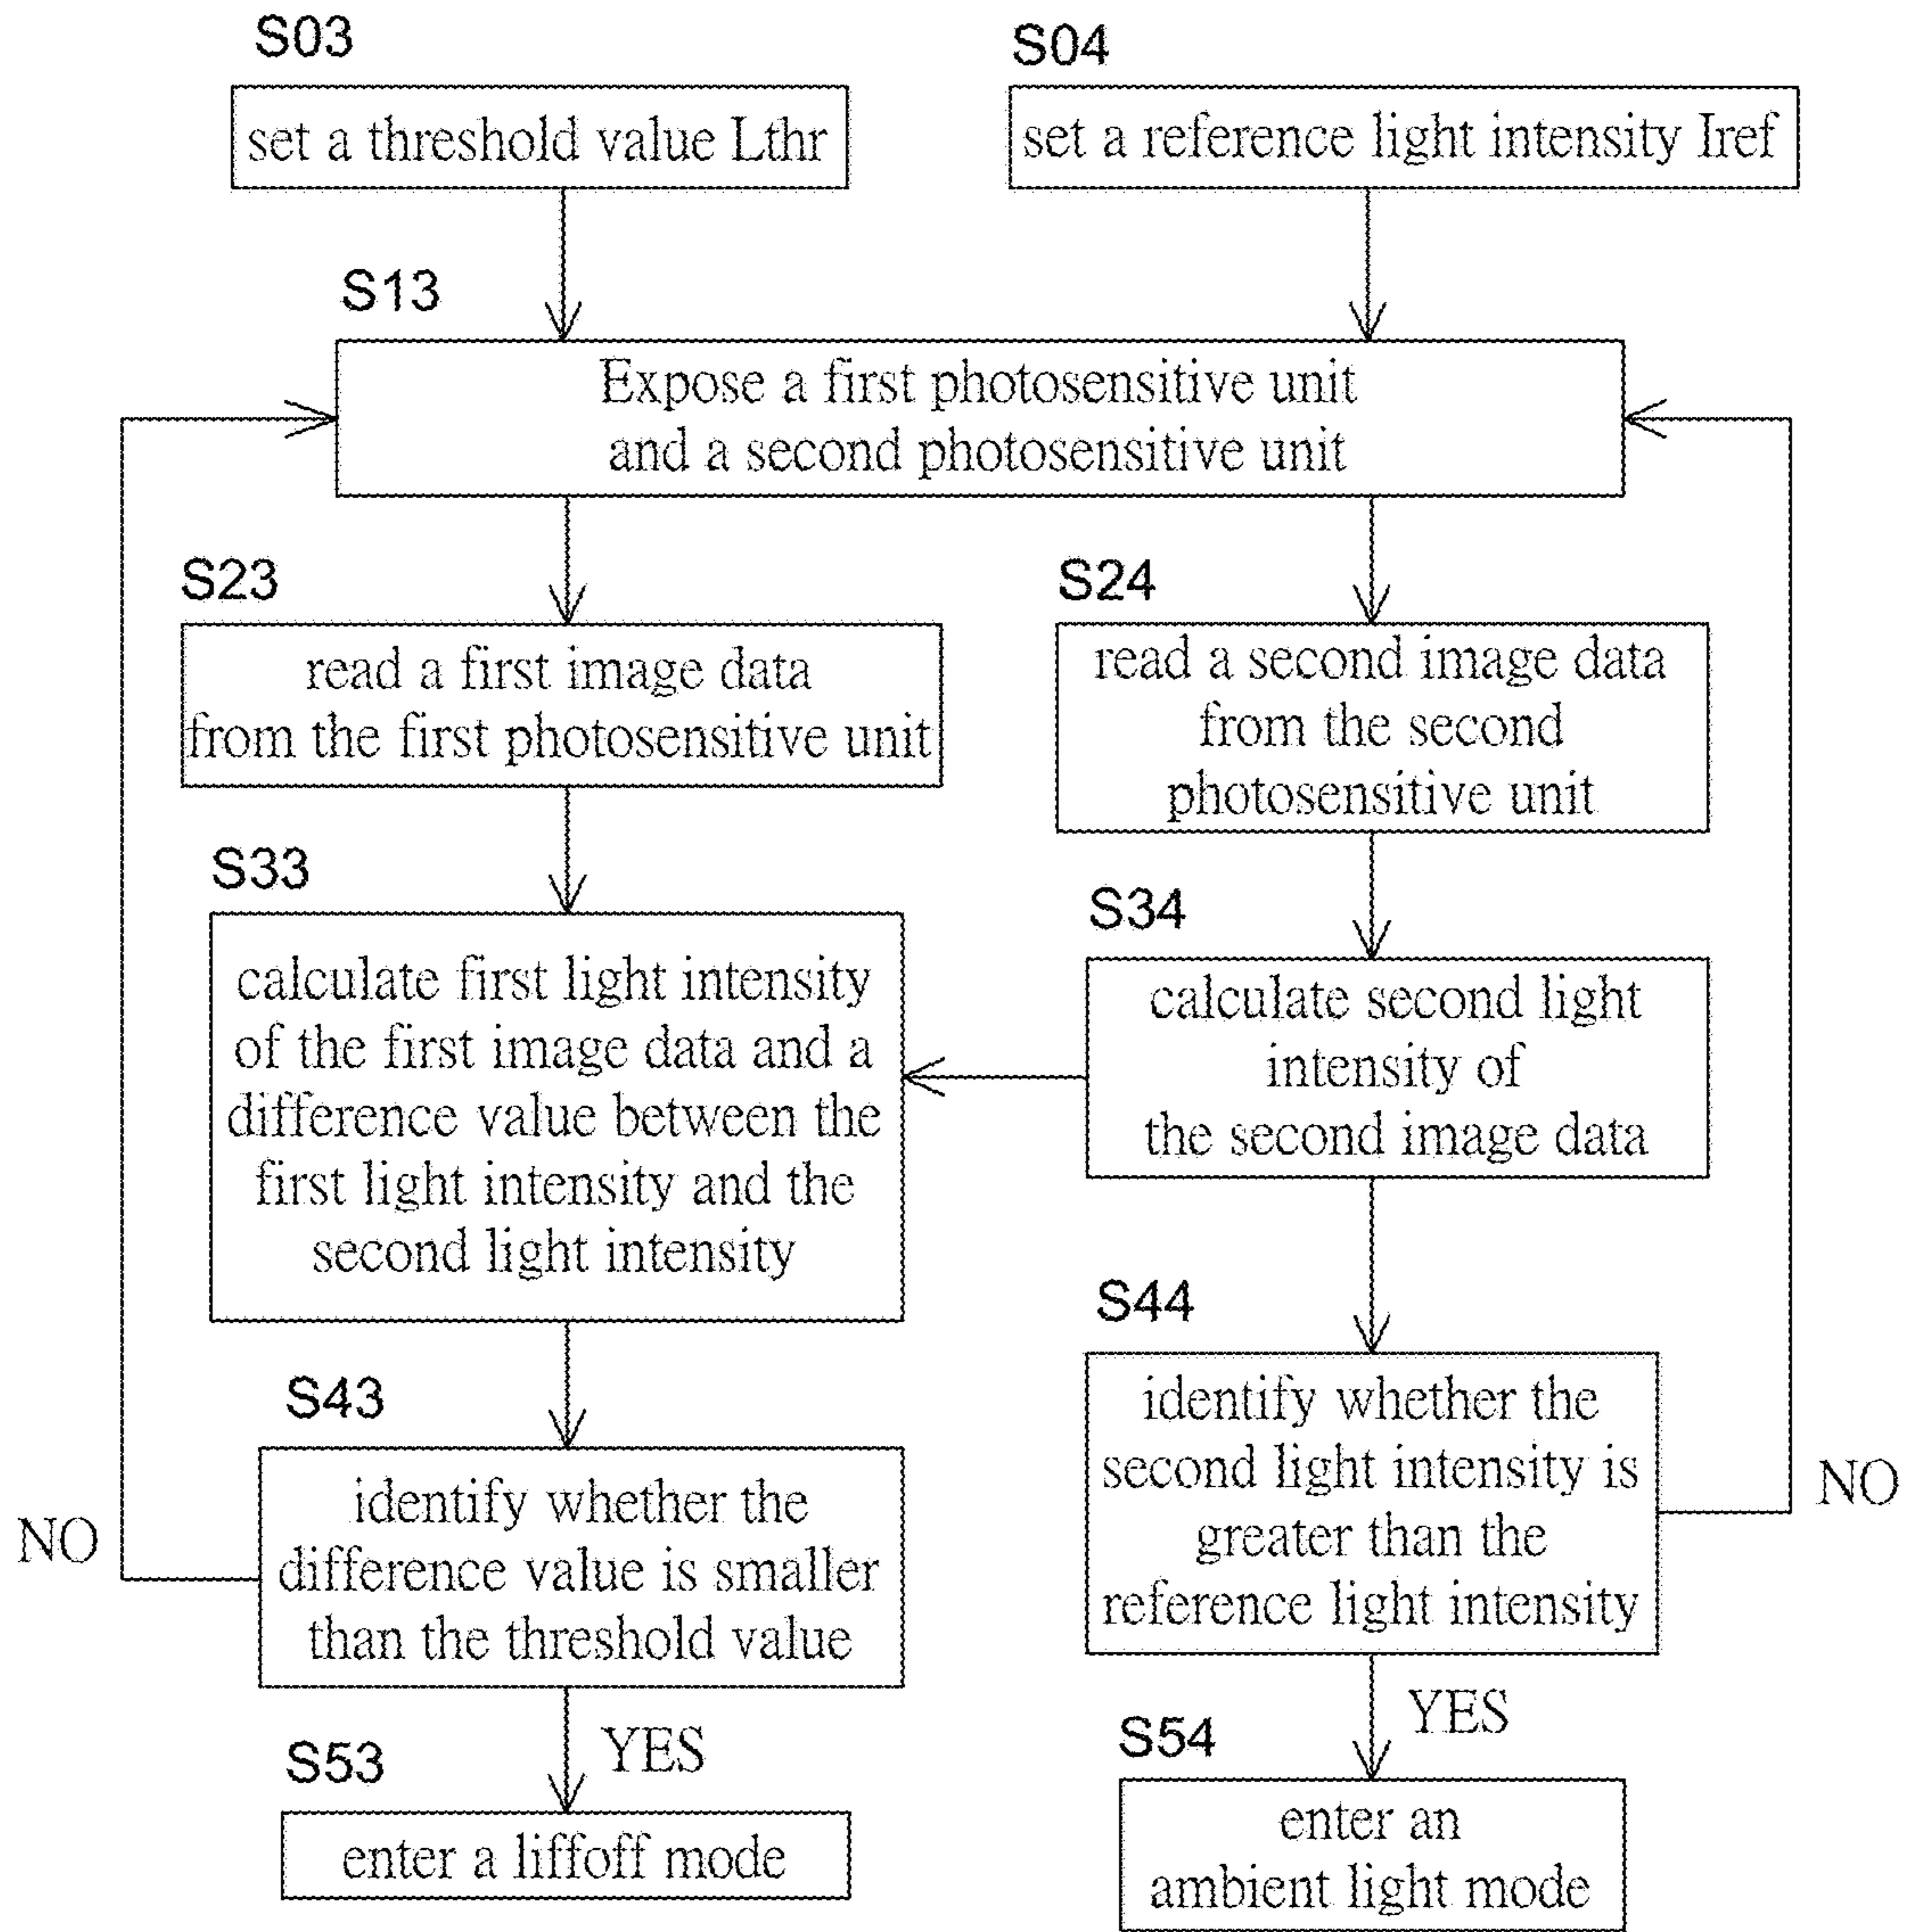 S03
set a threshold value Lthr
S04
set a reference light intensity Iref
S13
Expose a first photosensitive unit
and a second photosensitive unit
S23
read a first image data
from the first photosensitive unit
S24
read a second image data
from the second
photosensitive unit
S33
calculate first light intensity
of the first image data and a
difference value between the
first light intensity and the
second light intensity
S34
calculate second light
intensity of
the second image data
S43
identify whether the
difference value is smaller
than the threshold value
NO
S44
identify whether the
second light intensity is
greater than the
reference light intensity
NO
YES
S53
enter a liffoff mode
YES
S54
enter an
ambient light mode